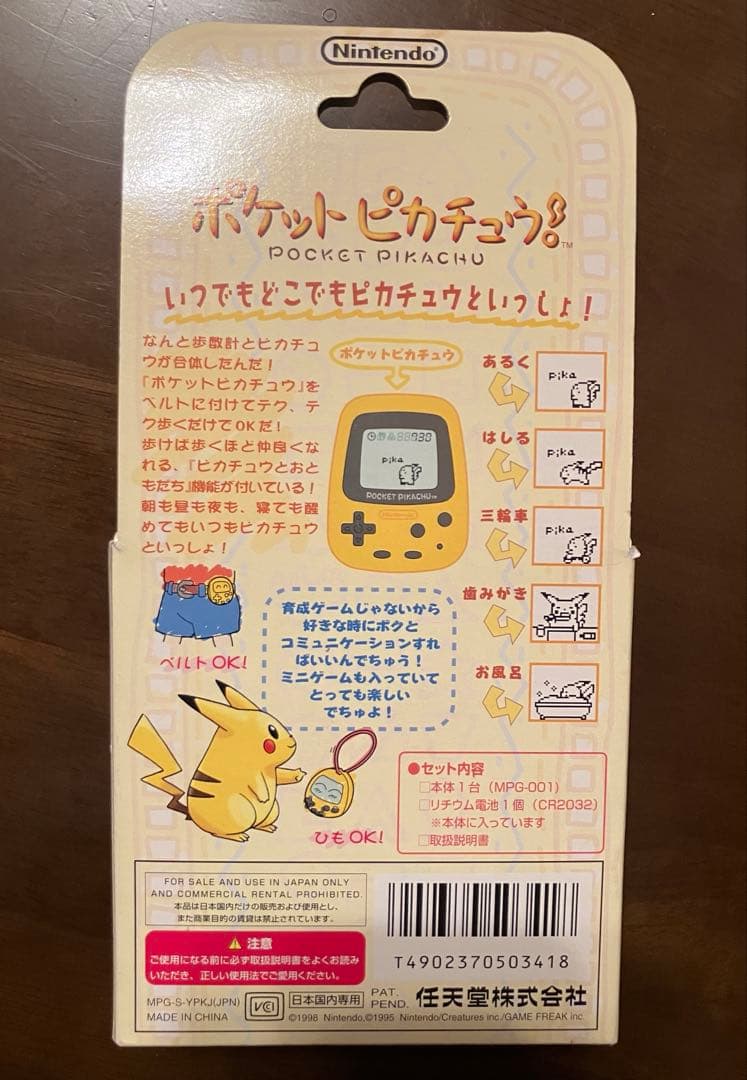 Nintendo
ポケットピカチュウ！™
POCKET PIKACHU
いつでもどこでもピカチュウといっしょ！
なんと歩数計とピカチュ
ウが合体したんだ！
「ポケットピカチュウ」を
ベルトに付けてテク、テ
ク歩くだけでOKだ！
歩けば歩くほど仲良くな
れる、『ピカチュウとおと
もだち』機能が付いている！
朝も昼も夜も、寝ても醒
めてもいつもピカチュウ
といっしょ！
ポケットピカチュウ
pika
POCKET PIKACHU™
Nintendo
あるく
pika
はしる
pika
三輪車
pika
歯みがき
お風呂
ベルトOK！
育成ゲームじゃないから
好きな時にボクと
コミュニケーションすれ
ばいいんでちゅう！
ミニゲームも入っていて
とっても楽しい
でちゅよ！
ひもOK！
●セット内容
□本体1台（MPG-001）
□リチウム電池1個（CR2032）
※本体に入っています
□取扱説明書
FOR SALE AND USE IN JAPAN ONLY
AND COMMERCIAL RENTAL PROHIBITED.
本品は日本国内だけの販売および使用とし、
また商業目的の賃貸は禁止されています。
⚠注意
ご使用になる前に必ず取扱説明書をよくお読み
いただき、正しい使用法でご愛用ください。
T4902370503418
MPG-S-YPKJ(JPN)
MADE IN CHINA
VCI
日本国内専用
PAT.
PEND.
任天堂株式会社
©1998 Nintendo,©1995 Nintendo/Creatures inc./GAME FREAK inc.